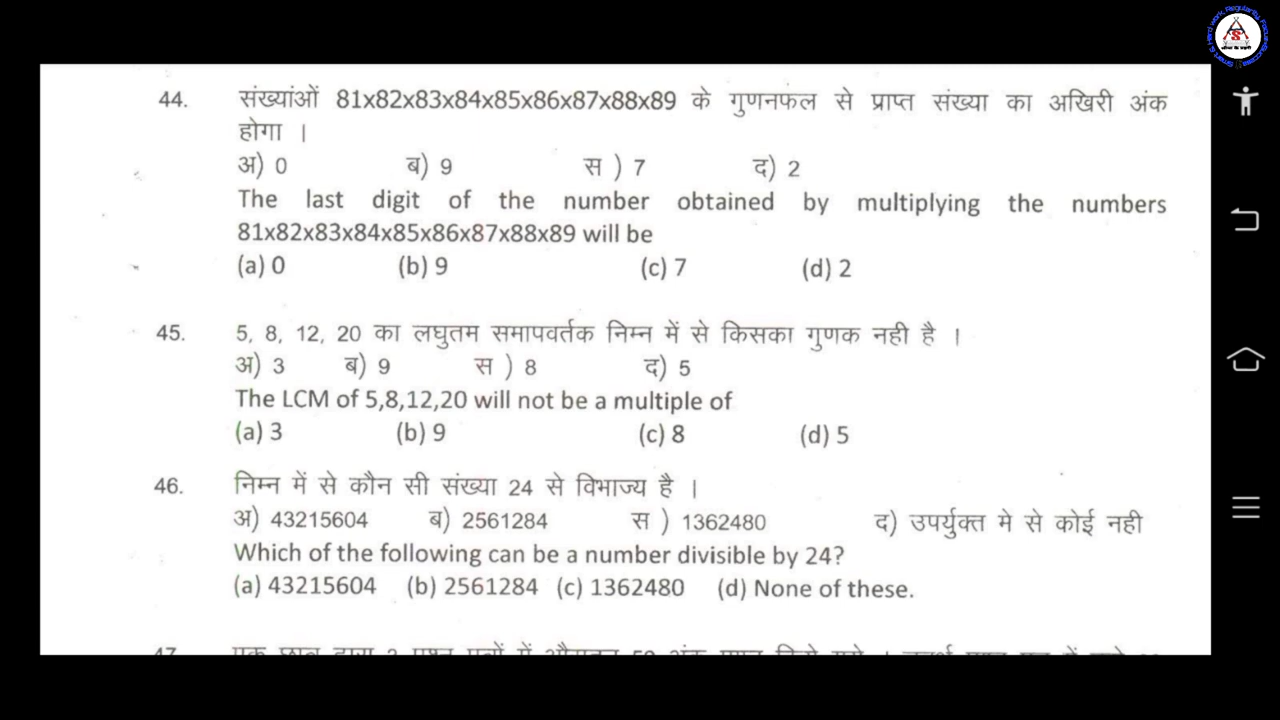 44. संख्यांओं 81x82x83x84x85x86x87x88x89 के गुणनफल से प्राप्त संख्या का अखिरी अंक
होगा ।
अ) 0 ब) 9 स ) 7 द) 2
The last digit of the number obtained by multiplying the numbers
81x82x83x84x85x86x87x88x89 will be
(a) 0 (b) 9 (c) 7 (d) 2
45. 5, 8, 12, 20 का लघुतम समापवर्तक निम्न में से किसका गुणक नही है ।
अ) 3 ब) 9 स ) 8 द) 5
The LCM of 5,8,12,20 will not be a multiple of
(a) 3 (b) 9 (c) 8 (d) 5
46. निम्न में से कौन सी संख्या 24 से विभाज्य है ।
अ) 43215604 ब) 2561284 स ) 1362480 द) उपर्युक्त मे से कोई नही
Which of the following can be a number divisible by 24?
(a) 43215604 (b) 2561284 (c) 1362480 (d) None of these.
47